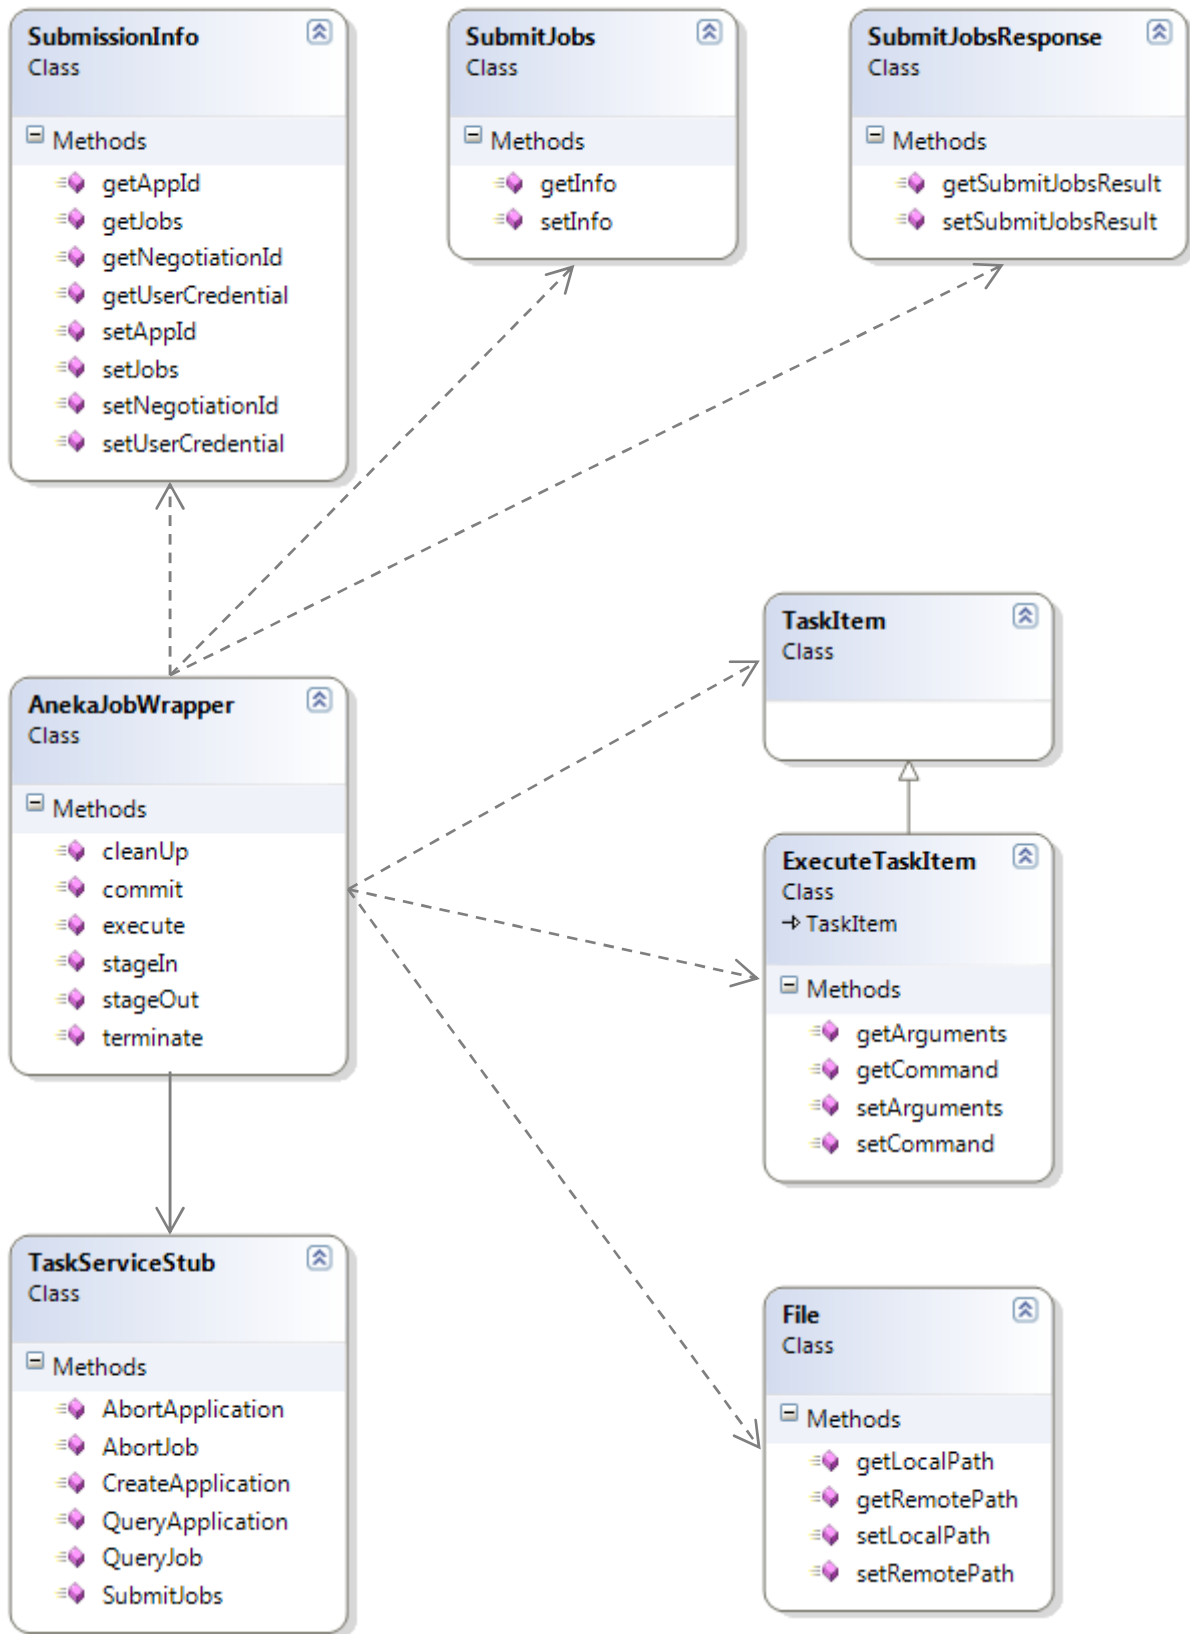 SubmissionInfo
Class
Methods
getAppId
getJobs
getNegotiationId
getUserCredential
setAppId
setJobs
setNegotiationId
setUserCredential
SubmitJobs
Class
Methods
getInfo
setInfo
SubmitJobsResponse
Class
Methods
getSubmitJobsResult
setSubmitJobsResult
AnekaJobWrapper
Class
Methods
cleanUp
commit
execute
stageIn
stageOut
terminate
TaskItem
Class
ExecuteTaskItem
Class
TaskItem
Methods
getArguments
getCommand
setArguments
setCommand
TaskServiceStub
Class
Methods
AbortApplication
AbortJob
CreateApplication
QueryApplication
QueryJob
SubmitJobs
File
Class
Methods
getLocalPath
getRemotePath
setLocalPath
setRemotePath